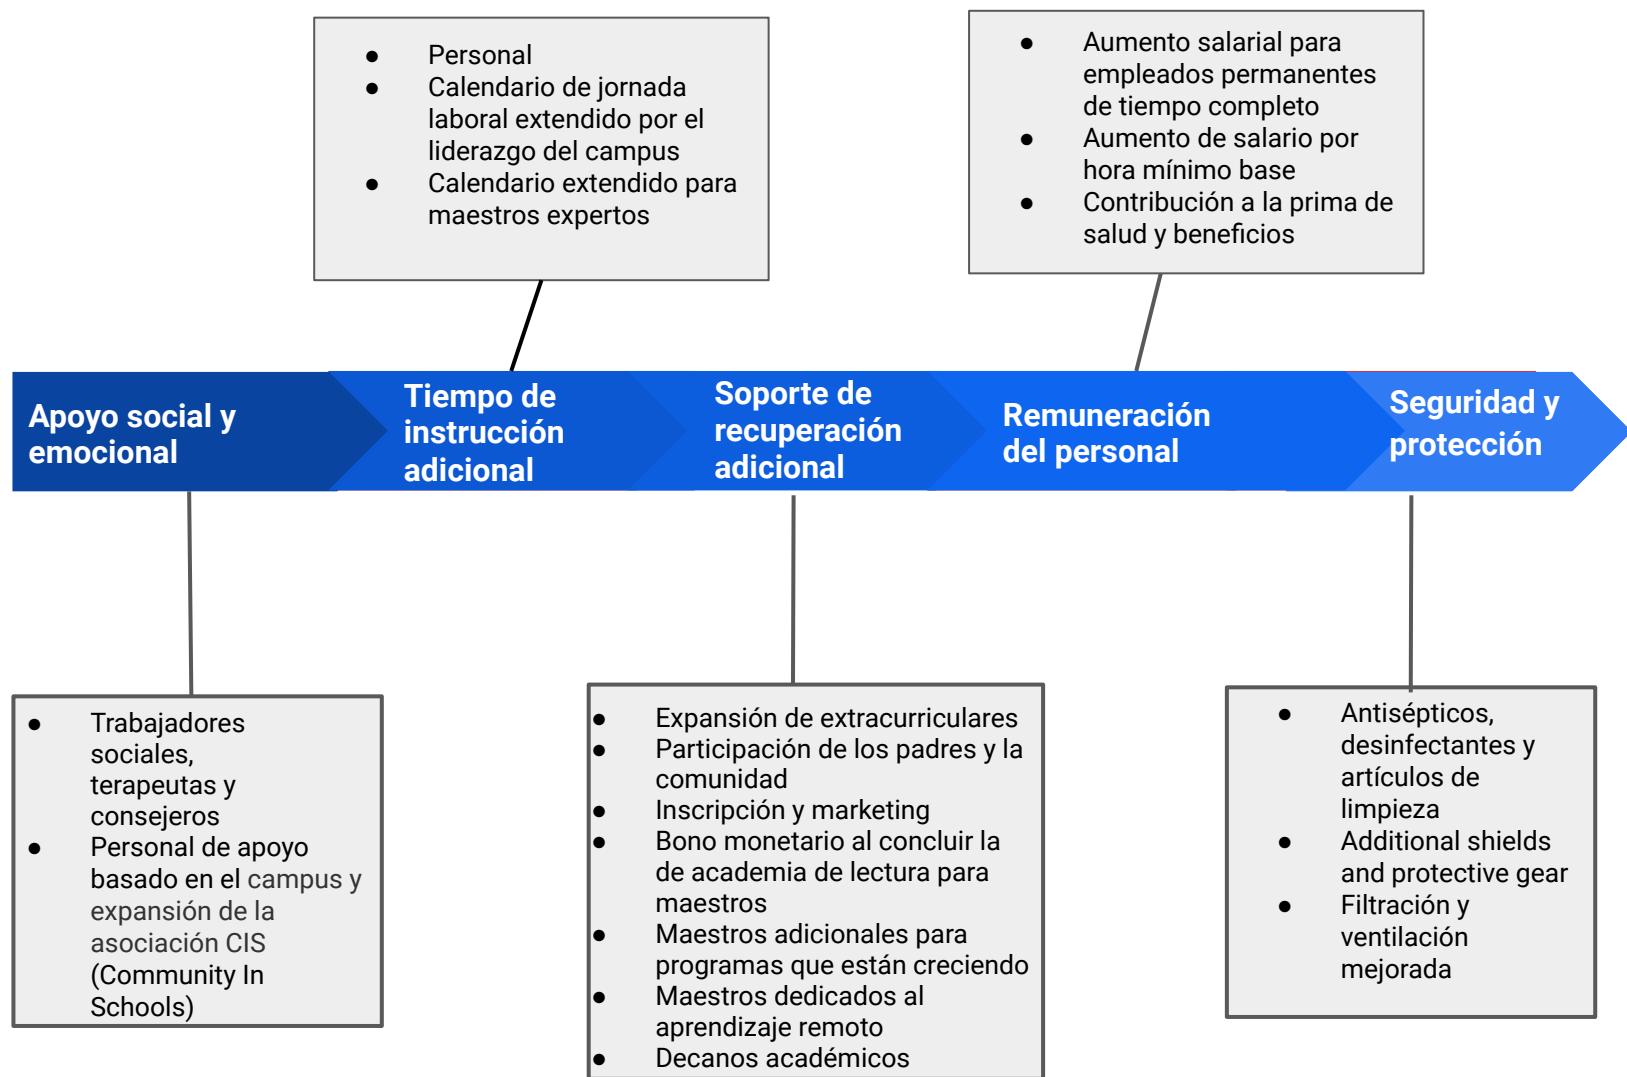 ● Personal
● Calendario de jornada
laboral extendido por el
liderazgo del campus
● Calendario extendido para
maestros expertos
● Aumento salarial para
empleados permanentes
de tiempo completo
● Aumento de salario por
hora mínimo base
● Contribución a la prima de
salud y beneficios
Apoyo social y
emocional
Tiempo de
instrucción
adicional
Soporte de
recuperación
adicional
Remuneración
del personal
Seguridad y
protección
● Trabajadores
sociales,
terapeutas y
consejeros
● Personal de apoyo
basado en el campus y
expansión de la
asociación CIS
(Community In
Schools)
● Expansión de extracurriculares
● Participación de los padres y la
comunidad
● Inscripción y marketing
● Bono monetario al concluir la
de academia de lectura para
maestros
● Maestros adicionales para
programas que están creciendo
● Maestros dedicados al
aprendizaje remoto
● Decanos académicos
● Antisépticos,
desinfectantes y
artículos de
limpieza
● Additional shields
and protective gear
● Filtración y
ventilación
mejorada